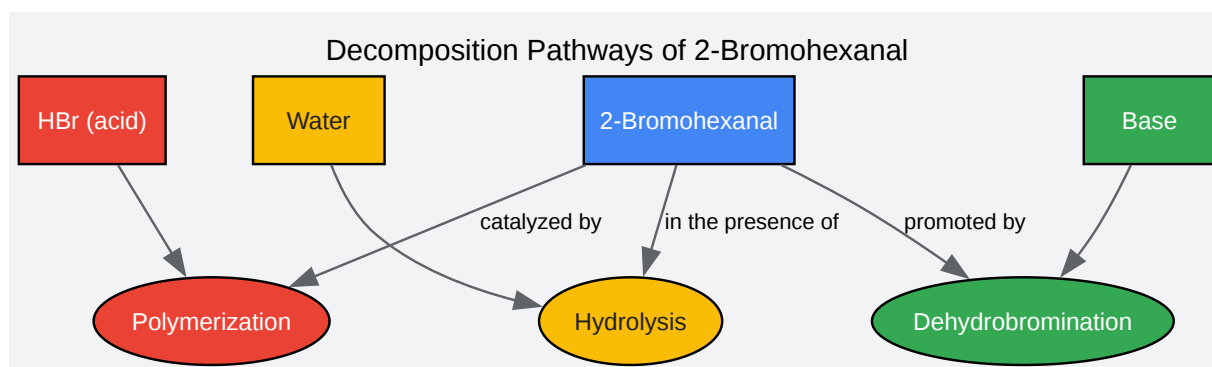 Decomposition Pathways of 2-Bromohexanal
HBr (acid)
Water
2-Bromohexanal
Base
catalyzed by
in the presence of
promoted by
Polymerization
Hydrolysis
Dehydrobromination